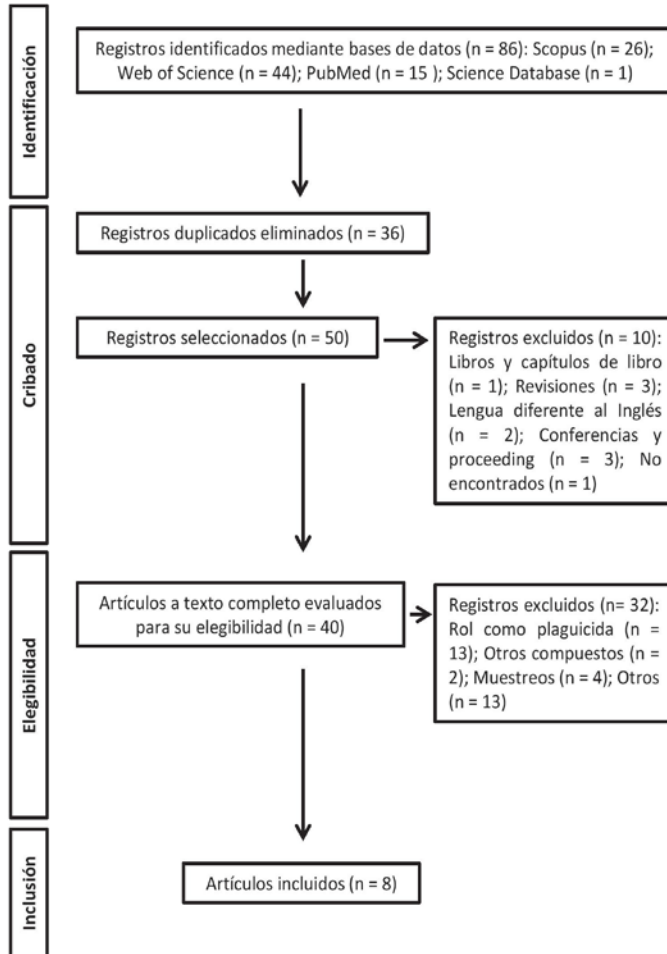 Identificación
Registros identificados mediante bases de datos (n = 86): Scopus (n = 26);
Web of Science (n = 44); PubMed (n = 15 ); Science Database (n = 1)
Cribado
Registros duplicados eliminados (n = 36)
Registros seleccionados (n = 50)
Registros excluidos (n = 10):
Libros y capítulos de libro
(n = 1); Revisiones (n = 3);
Lengua diferente al Inglés
(n = 2); Conferencias y
proceeding (n = 3); No
encontrados (n = 1)
Elegibilidad
Artículos a texto completo evaluados
para su elegibilidad (n = 40)
Registros excluidos (n= 32):
Rol como plaguicida (n =
13); Otros compuestos (n =
2); Muestreos (n = 4); Otros
(n = 13)
Inclusión
Artículos incluidos (n = 8)